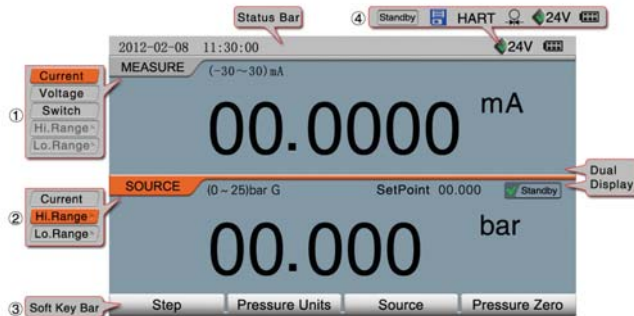 Status Bar
④ Standby HART 24V
2012-02-08 11:30:00 24V
MEASURE (-30~30)mA
① Current
Voltage
Switch
Hi.Range
Lo.Range
00.0000 mA
Dual
Display
SOURCE (0~25)bar G SetPoint 00.000 Standby
② Current
Hi.Range
Lo.Range
00.000 bar
③ Soft Key Bar Step Pressure Units Source Pressure Zero